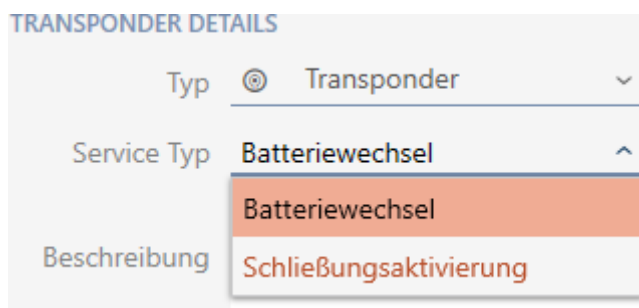 TRANSPONDER DETAILS
Typ Transponder
Service Typ Batteriewechsel
Batteriewechsel
Beschreibung Schließungsaktivierung